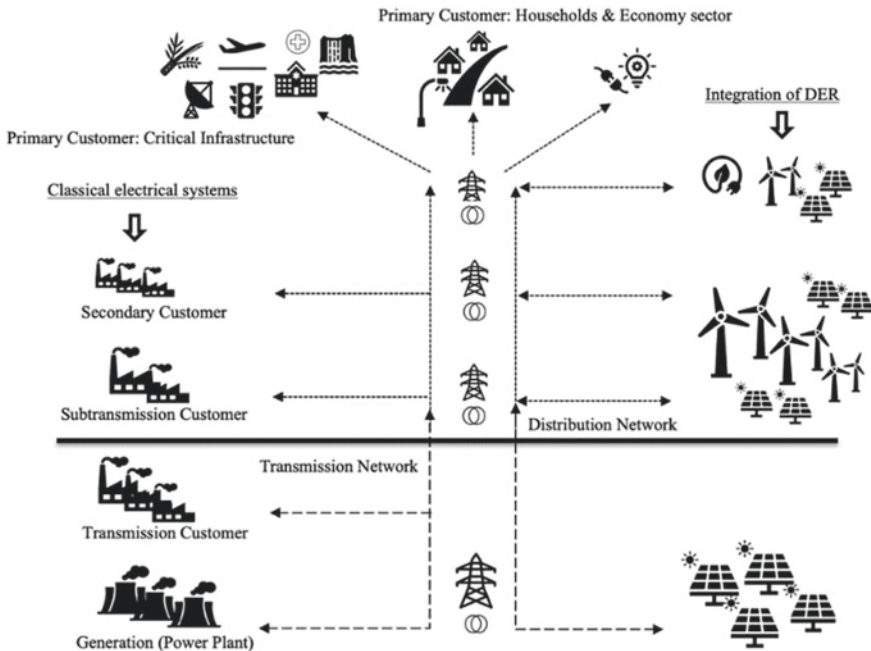 Primary Customer: Households & Economy sector
Integration of DER
Primary Customer: Critical Infrastructure
Classical electrical systems
Secondary Customer
Subtransmission Customer
Distribution Network
Transmission Network
Transmission Customer
Generation (Power Plant)